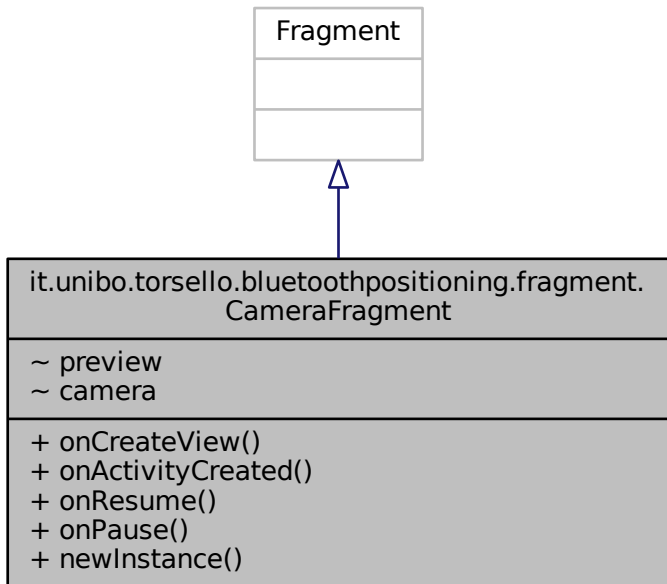 Fragment
it.unibo.torsello.bluetoothpositioning.fragment.
CameraFragment
~ preview
~ camera
+ onCreateView()
+ onActivityCreated()
+ onResume()
+ onPause()
+ newInstance()